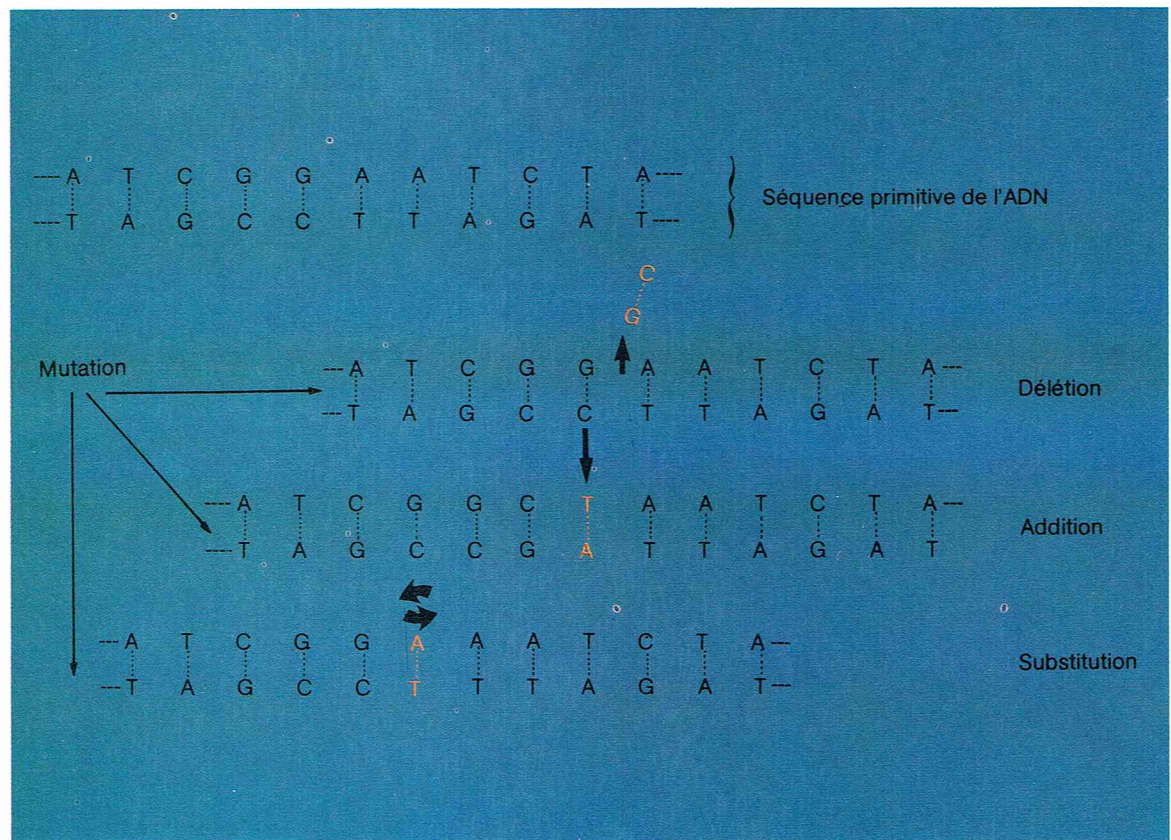 ----A T C G G A A T C T A----
Séquence primitive de l'ADN
----T A G C C T T A G A T----
C
G
Mutation
---A T C G G A A T C T A---
Délétion
---T A G C C T T A G A T---
----A T C G G C T A A T C T A---
Addition
----T A G C C G A T T A G A T
---A T C G G A A A T C T A---
Substitution
---T A G C C T T T A G A T---